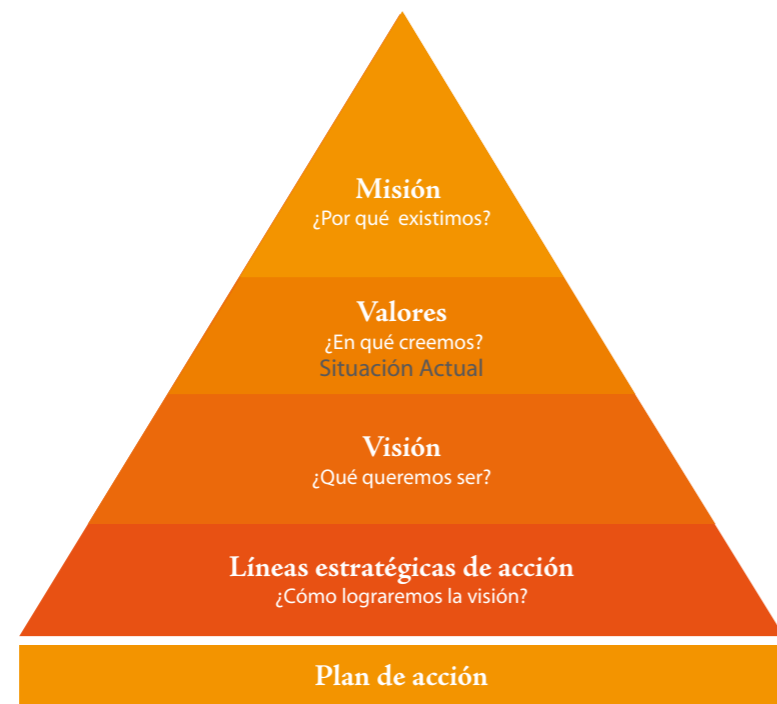 Misión
¿Por qué existimos?
Valores
¿En qué creemos?
Situación Actual
Visión
¿Qué queremos ser?
Líneas estratégicas de acción
¿Cómo lograremos la visión?
Plan de acción